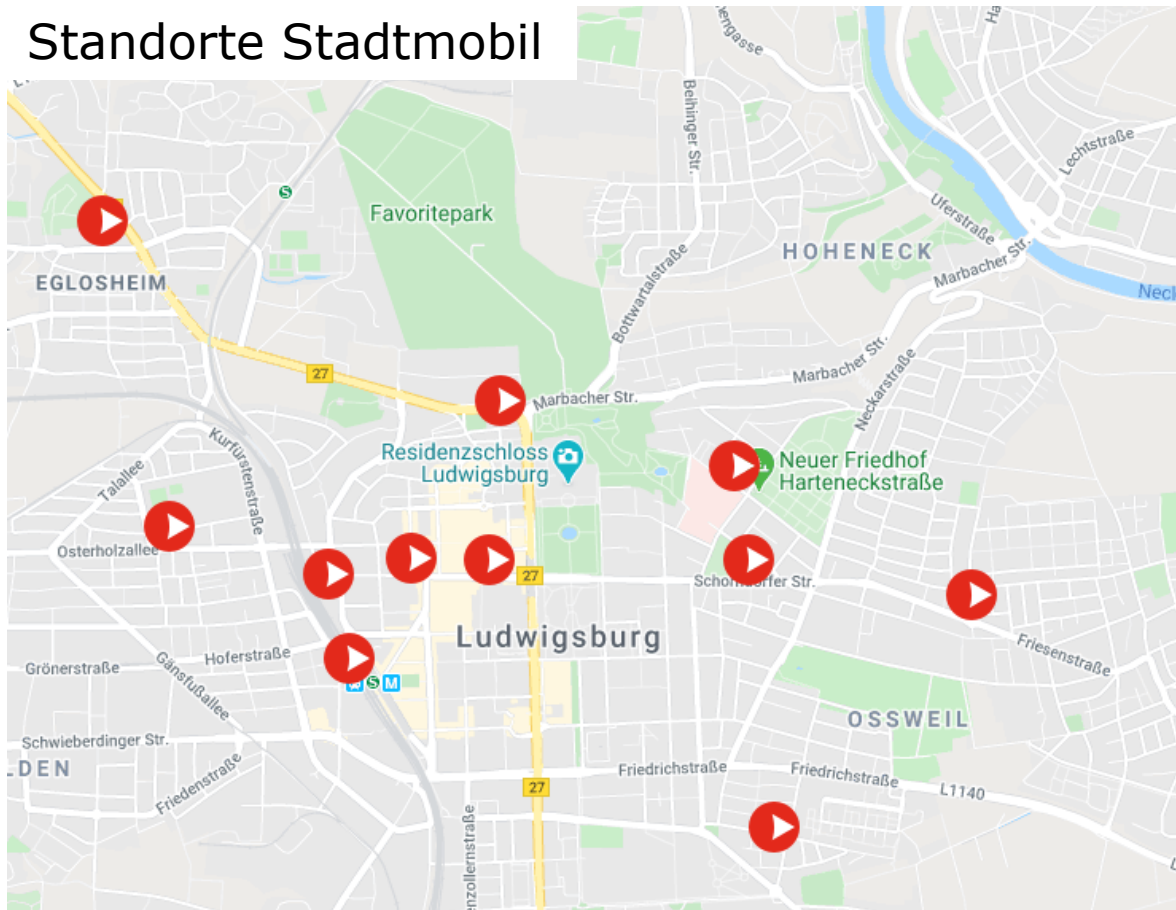 Standorte Stadtmobil
Beihinger Str.
Lechtstraße
Uferstraße
Favoritepark
HOHENECK
Marbacher Str.
EGLOSHEIM
Bottwartalstraße
27
Marbacher Str.
Neckarstraße
Marbacher Str.
Residenzschloss
Ludwigsburg
Neuer Friedhof
Harteneckstraße
Kurfürstenstraße
Talallee
Osterholzallee
27
Schorndorfer Str.
Ludwigsburg
Friesenstraße
Hoferstraße
Grönerstraße
Gänsfußallee
S
M
S
OSSWEIL
Schwieberdinger Str.
LDEN
Friedenstraße
Friedrichstraße
Friedrichstraße
L1140
27
nzollernstraße